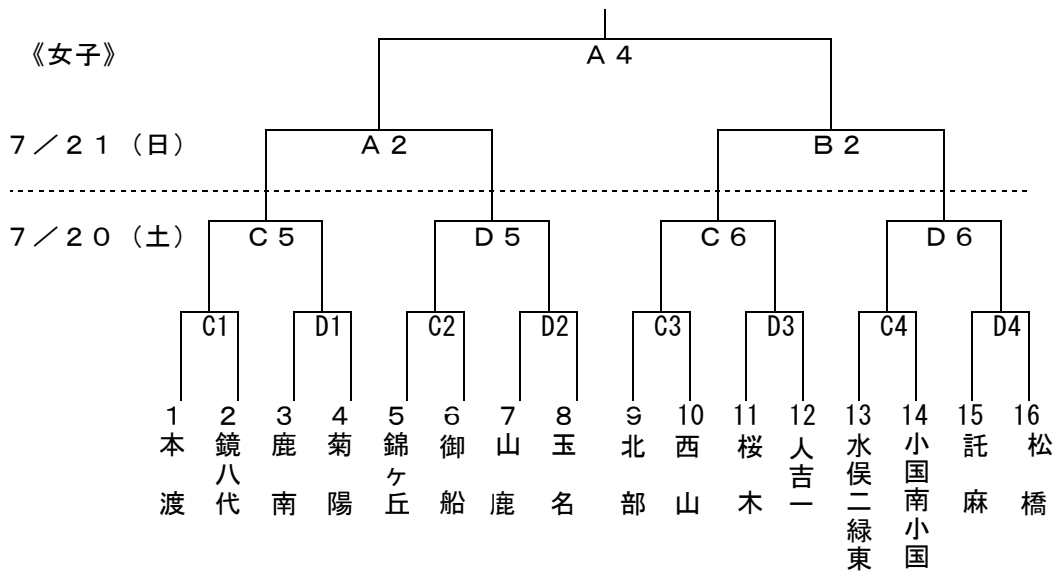 《女子》
Ａ４
７／２１（日）
Ａ２
Ｂ２
７／２０（土）
Ｃ５
Ｄ５
Ｃ６
Ｄ６
C1
D1
C2
D2
C3
D3
C4
D4
１
２
３
４
５
６
７
８
９
10
11
12
13
14
15
16
本渡
鏡八代
鹿南
菊陽
錦ヶ丘
御船
山鹿
玉名
北部
西山
桜木
人吉一
水俣二緑東
小国南小国
託麻
松橋